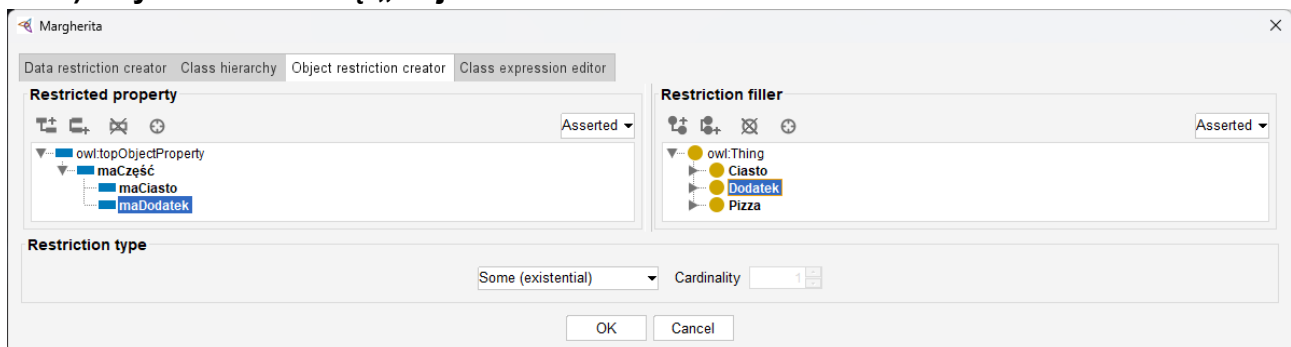 Margherita
Data restriction creator Class hierarchy Object restriction creator Class expression editor
Restricted property
Asserted
owl:topObjectProperty
maCzęść
maCiasto
maDodatek
Restriction filler
Asserted
owl:Thing
Ciasto
Dodatek
Pizza
Restriction type
Some (existential) Cardinality 1
OK Cancel